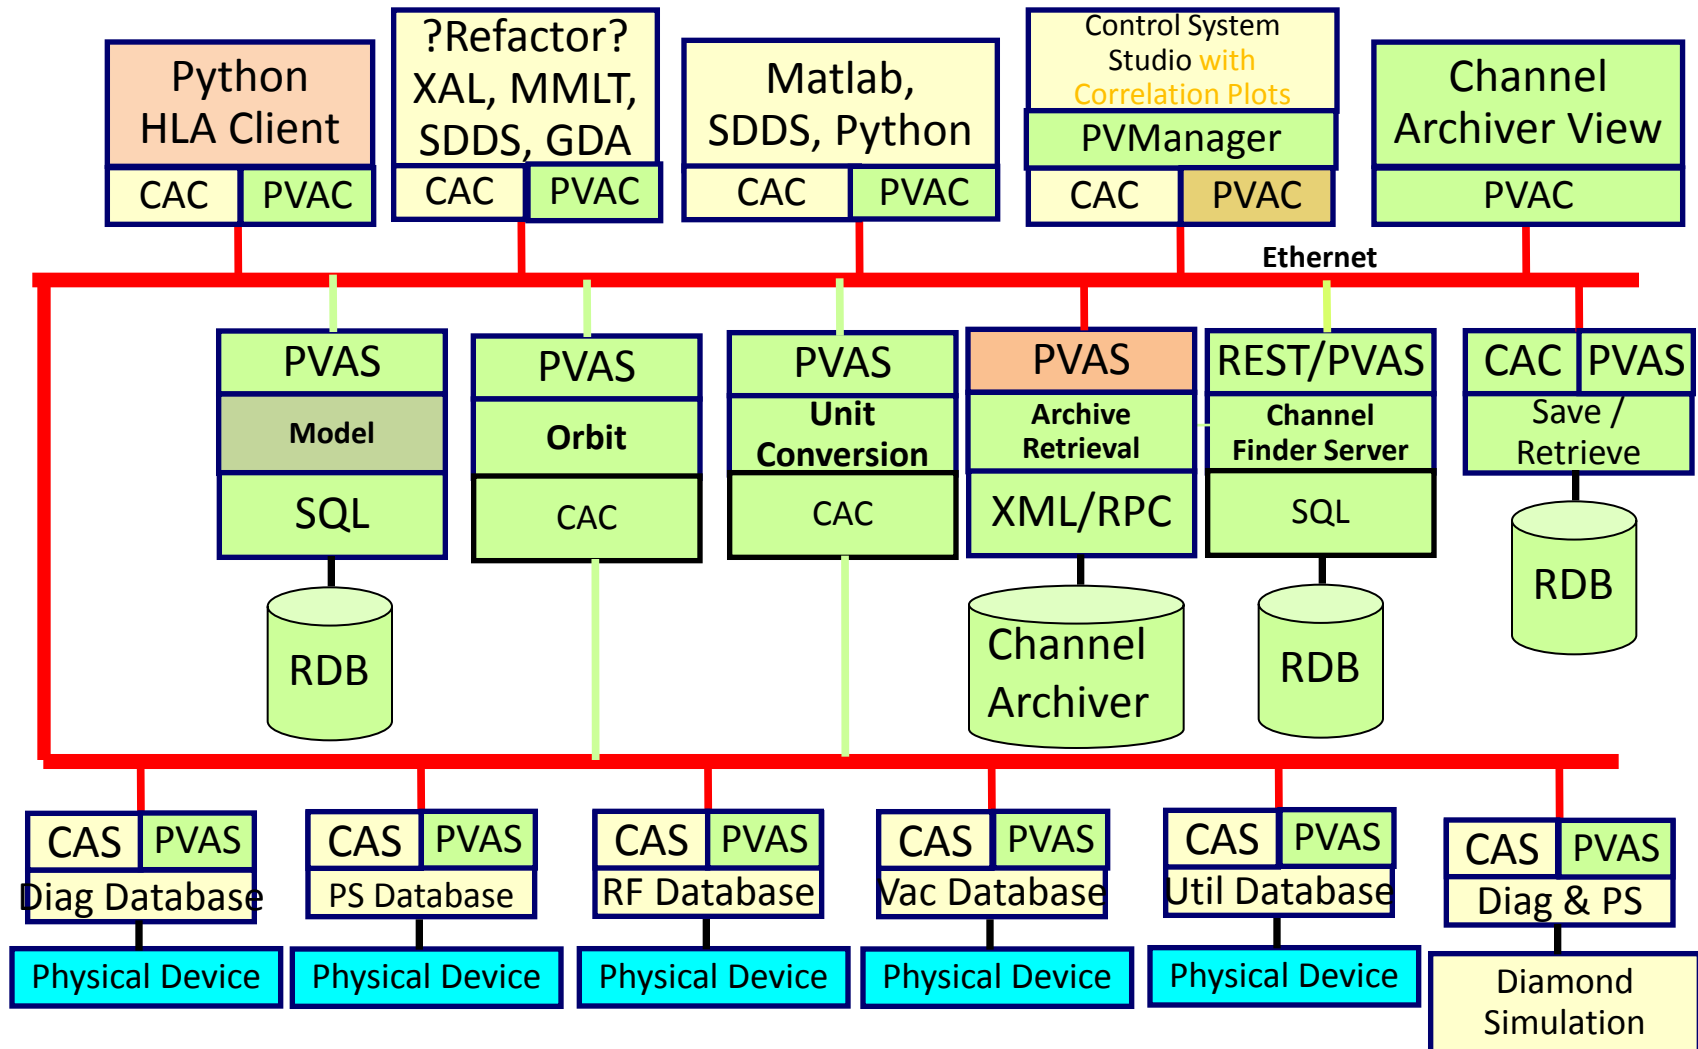 Python
HLA Client
CAC
PVAC
?Refactor?
XAL, MMLT,
SDDS, GDA
CAC
PVAC
Matlab,
SDDS, Python
CAC
PVAC
Control System
Studio with
Correlation Plots
PVManager
CAC
PVAC
Channel
Archiver View
PVAC
Ethernet
PVAS
Model
SQL
RDB
PVAS
Orbit
CAC
PVAS
Unit
Conversion
CAC
PVAS
Archive
Retrieval
XML/RPC
Channel
Archiver
REST/PVAS
Channel
Finder Server
SQL
RDB
CAC
PVAS
Save /
Retrieve
RDB
CAS
PVAS
Diag Database
Physical Device
CAS
PVAS
PS Database
Physical Device
CAS
PVAS
RF Database
Physical Device
CAS
PVAS
Vac Database
Physical Device
CAS
PVAS
Util Database
Physical Device
CAS
PVAS
Diag & PS
Diamond
Simulation